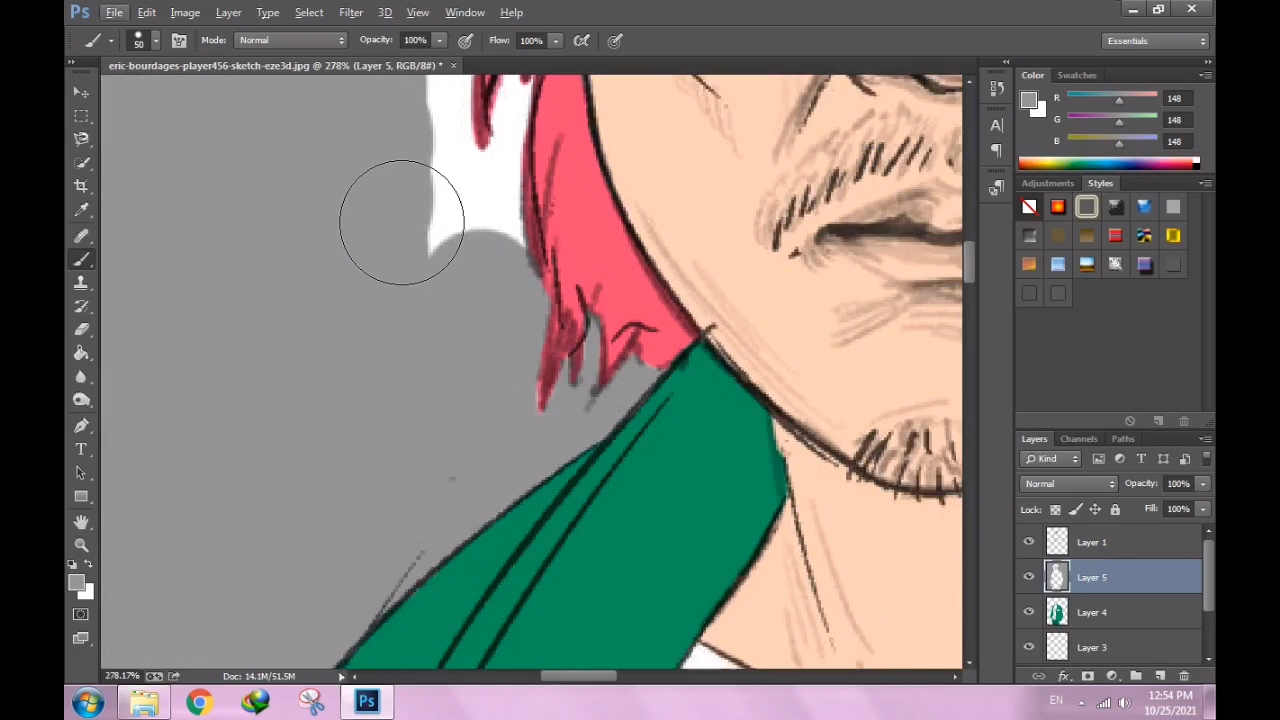 Ps File Edit Image Layer Type Select Filter 3D View Window Help
50 Mode: Normal Opacity: 100% Flow: 100% Essentials
eric-bourdages-player456-sketch-eze3d.jpg @ 278% (Layer 5, RGB/8#) * ×
Color Swatches
R 148
G 148
B 148
Adjustments Styles
Layers Channels Paths
Kind
Normal Opacity: 100%
Lock: Fill: 100%
Layer 1
Layer 5
Layer 4
Layer 3
278.17% Doc: 14.1M/51.5M
Ps EN 12:54 PM
10/25/2021